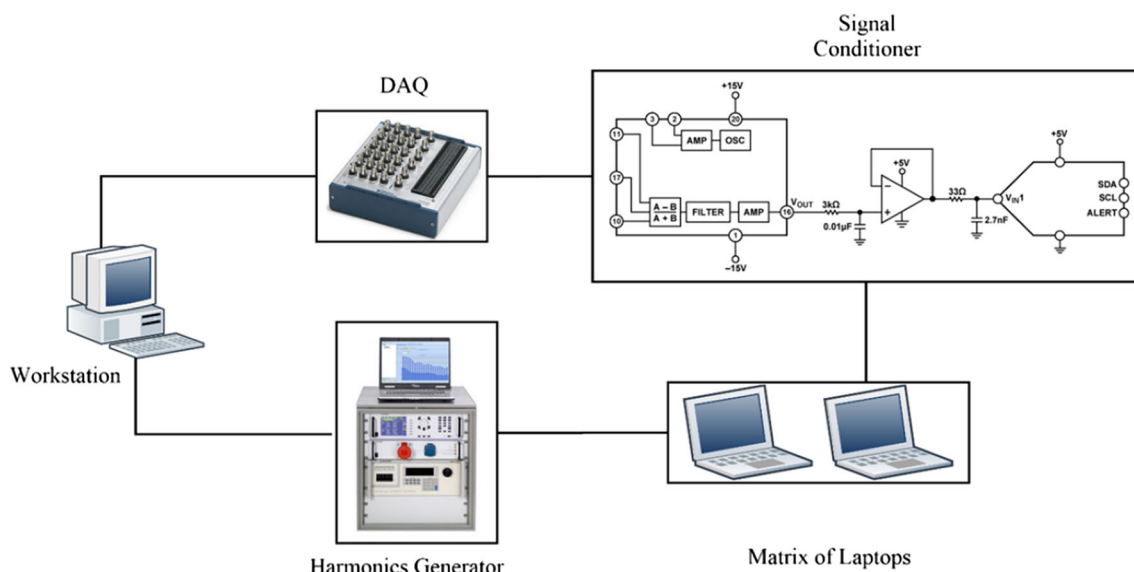 Signal
Conditioner
DAQ
+15V
+5V
3
2
20
11
AMP
OSC
+5V
17
SDA
VOUT
3kΩ
33Ω
VIN1
SCL
A – B
A + B
FILTER
AMP
16
ALERT
10
0.01µF
2.7nF
1
–15V
Workstation
Harmonics Generator
Matrix of Laptops